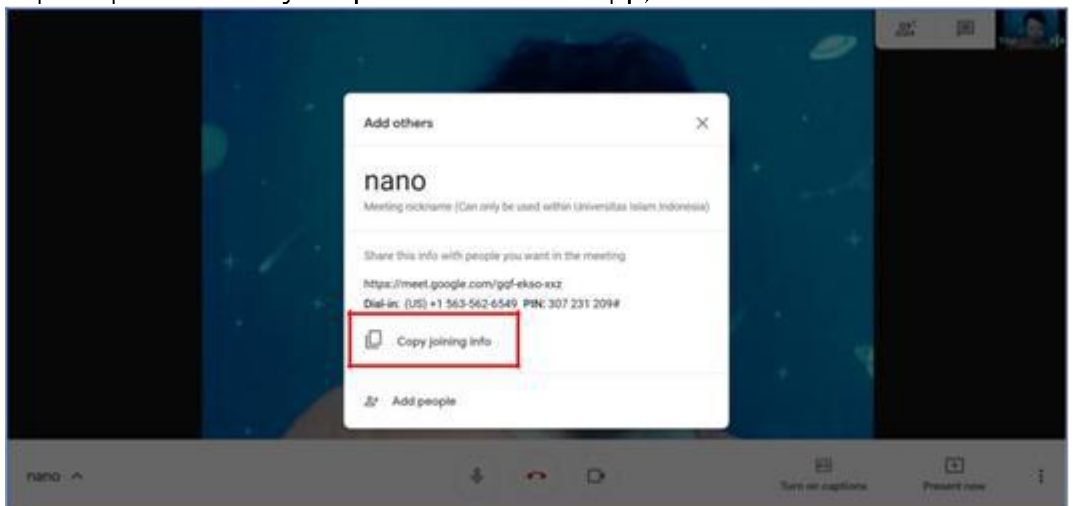 Add others
nano
Meeting nickname (Can only be used within Universitas Islam Indonesia)
Share this info with people you want in the meeting
https://meet.google.com/gqf-ekso-xxz
Dial-in: (US) +1 563-562-6549 PIN: 307 231 209#
Copy joining info
Add people
nano
Turn on captions
Present now